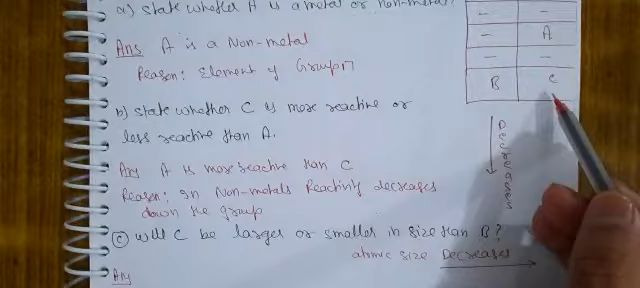 a) state whether A is a metal or non-metal?
Ans A is a Non-metal
Reason: Element of Group 17
b) state whether C is more reactive or
less reactive than A.
Ans A is more reactive than C
Reason: In Non-metals Reactivity decreases
down the group
(c) will C be larger or smaller in size than B?
atomic size Decreases
Ans
- -
- A
- -
B C
Decreases